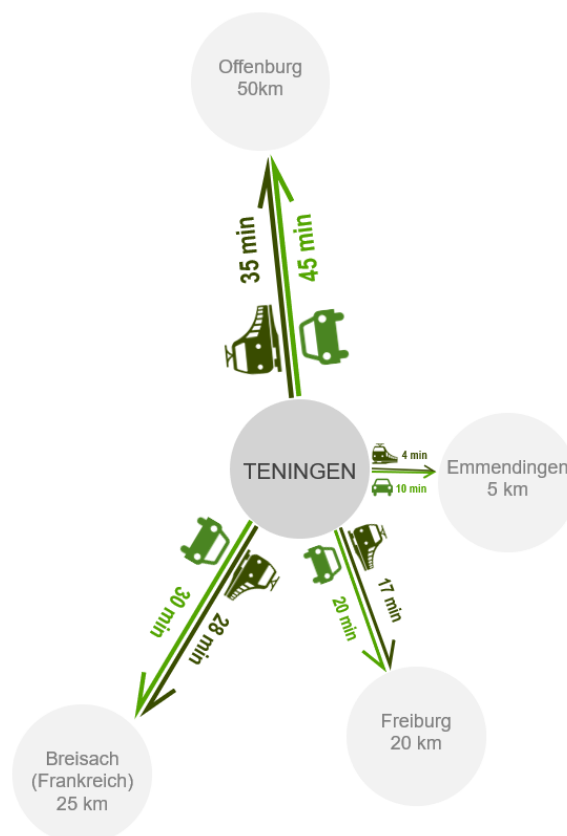 Offenburg
50km
35 min
45 min
TENINGEN
4 min
10 min
Emmendingen
5 km
30 min
28 min
20 min
17 min
Freiburg
20 km
Breisach
(Frankreich)
25 km